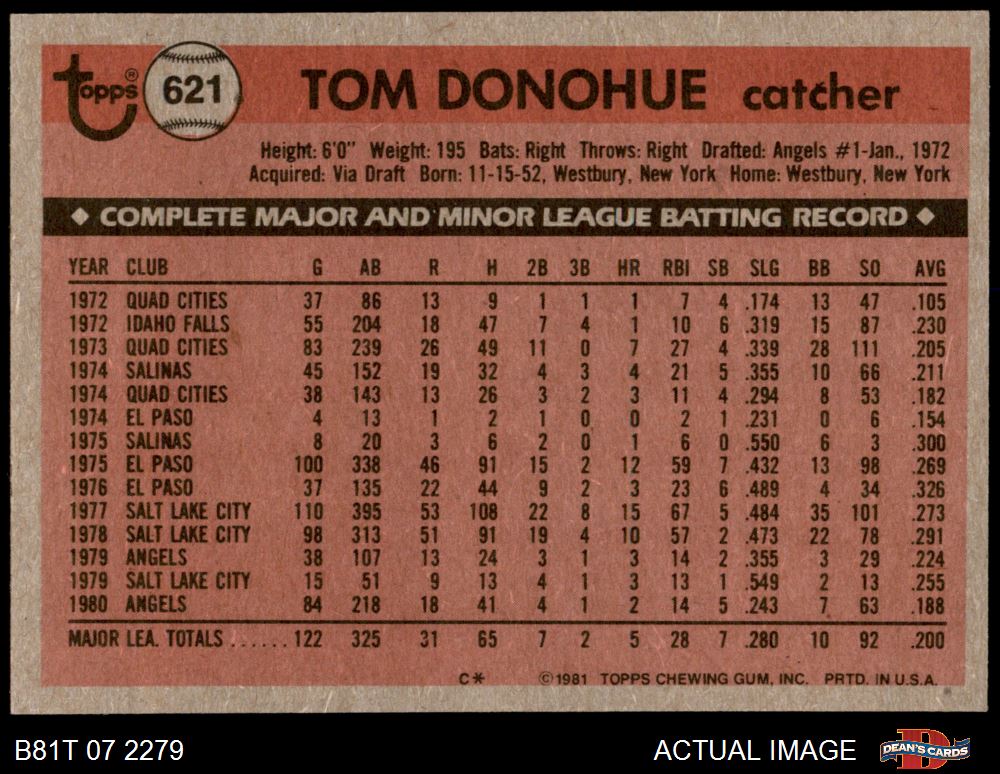 Topps® 621 TOM DONOHUE catcher
Height: 6'0" Weight: 195 Bats: Right Throws: Right Drafted: Angels #1-Jan., 1972
Acquired: Via Draft Born: 11-15-52, Westbury, New York Home: Westbury, New York
◆ COMPLETE MAJOR AND MINOR LEAGUE BATTING RECORD ◆
YEAR CLUB G AB R H 2B 3B HR RBI SB SLG BB SO AVG
1972 QUAD CITIES 37 86 13 9 1 1 1 7 4 .174 13 47 .105
1972 IDAHO FALLS 55 204 18 47 7 4 1 10 6 .319 15 87 .230
1973 QUAD CITIES 83 239 26 49 11 0 7 27 4 .339 28 111 .205
1974 SALINAS 45 152 19 32 4 3 4 21 5 .355 10 66 .211
1974 QUAD CITIES 38 143 13 26 3 2 3 11 4 .294 8 53 .182
1974 EL PASO 4 13 1 2 1 0 0 2 1 .231 0 6 .154
1975 SALINAS 8 20 3 6 2 0 1 6 0 .550 6 3 .300
1975 EL PASO 100 338 46 91 15 2 12 59 7 .432 13 98 .269
1976 EL PASO 37 135 22 44 9 2 3 23 6 .489 4 34 .326
1977 SALT LAKE CITY 110 395 53 108 22 8 15 67 5 .484 35 101 .273
1978 SALT LAKE CITY 98 313 51 91 19 4 10 57 2 .473 22 78 .291
1979 ANGELS 38 107 13 24 3 1 3 14 2 .355 3 29 .224
1979 SALT LAKE CITY 15 51 9 13 4 1 3 13 1 .549 2 13 .255
1980 ANGELS 84 218 18 41 4 1 2 14 5 .243 7 63 .188
MAJOR LEA. TOTALS ...... 122 325 31 65 7 2 5 28 7 .280 10 92 .200
C* ©1981 TOPPS CHEWING GUM, INC. PRTD. IN U.S.A.
B81T 07 2279 ACTUAL IMAGE DEAN'S CARDS